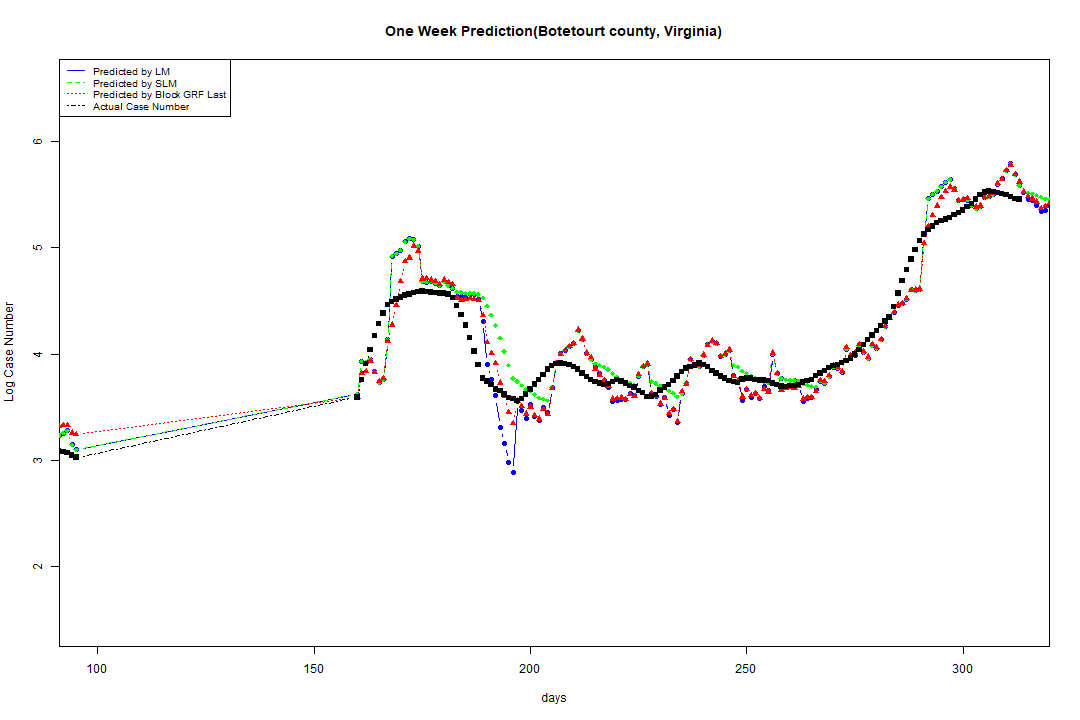 One Week Prediction(Botetourt county, Virginia)
Predicted by LM
Predicted by SLM
Predicted by Block GRF Last
Actual Case Number
Log Case Number
6
5
4
3
2
100 150 200 250 300
days